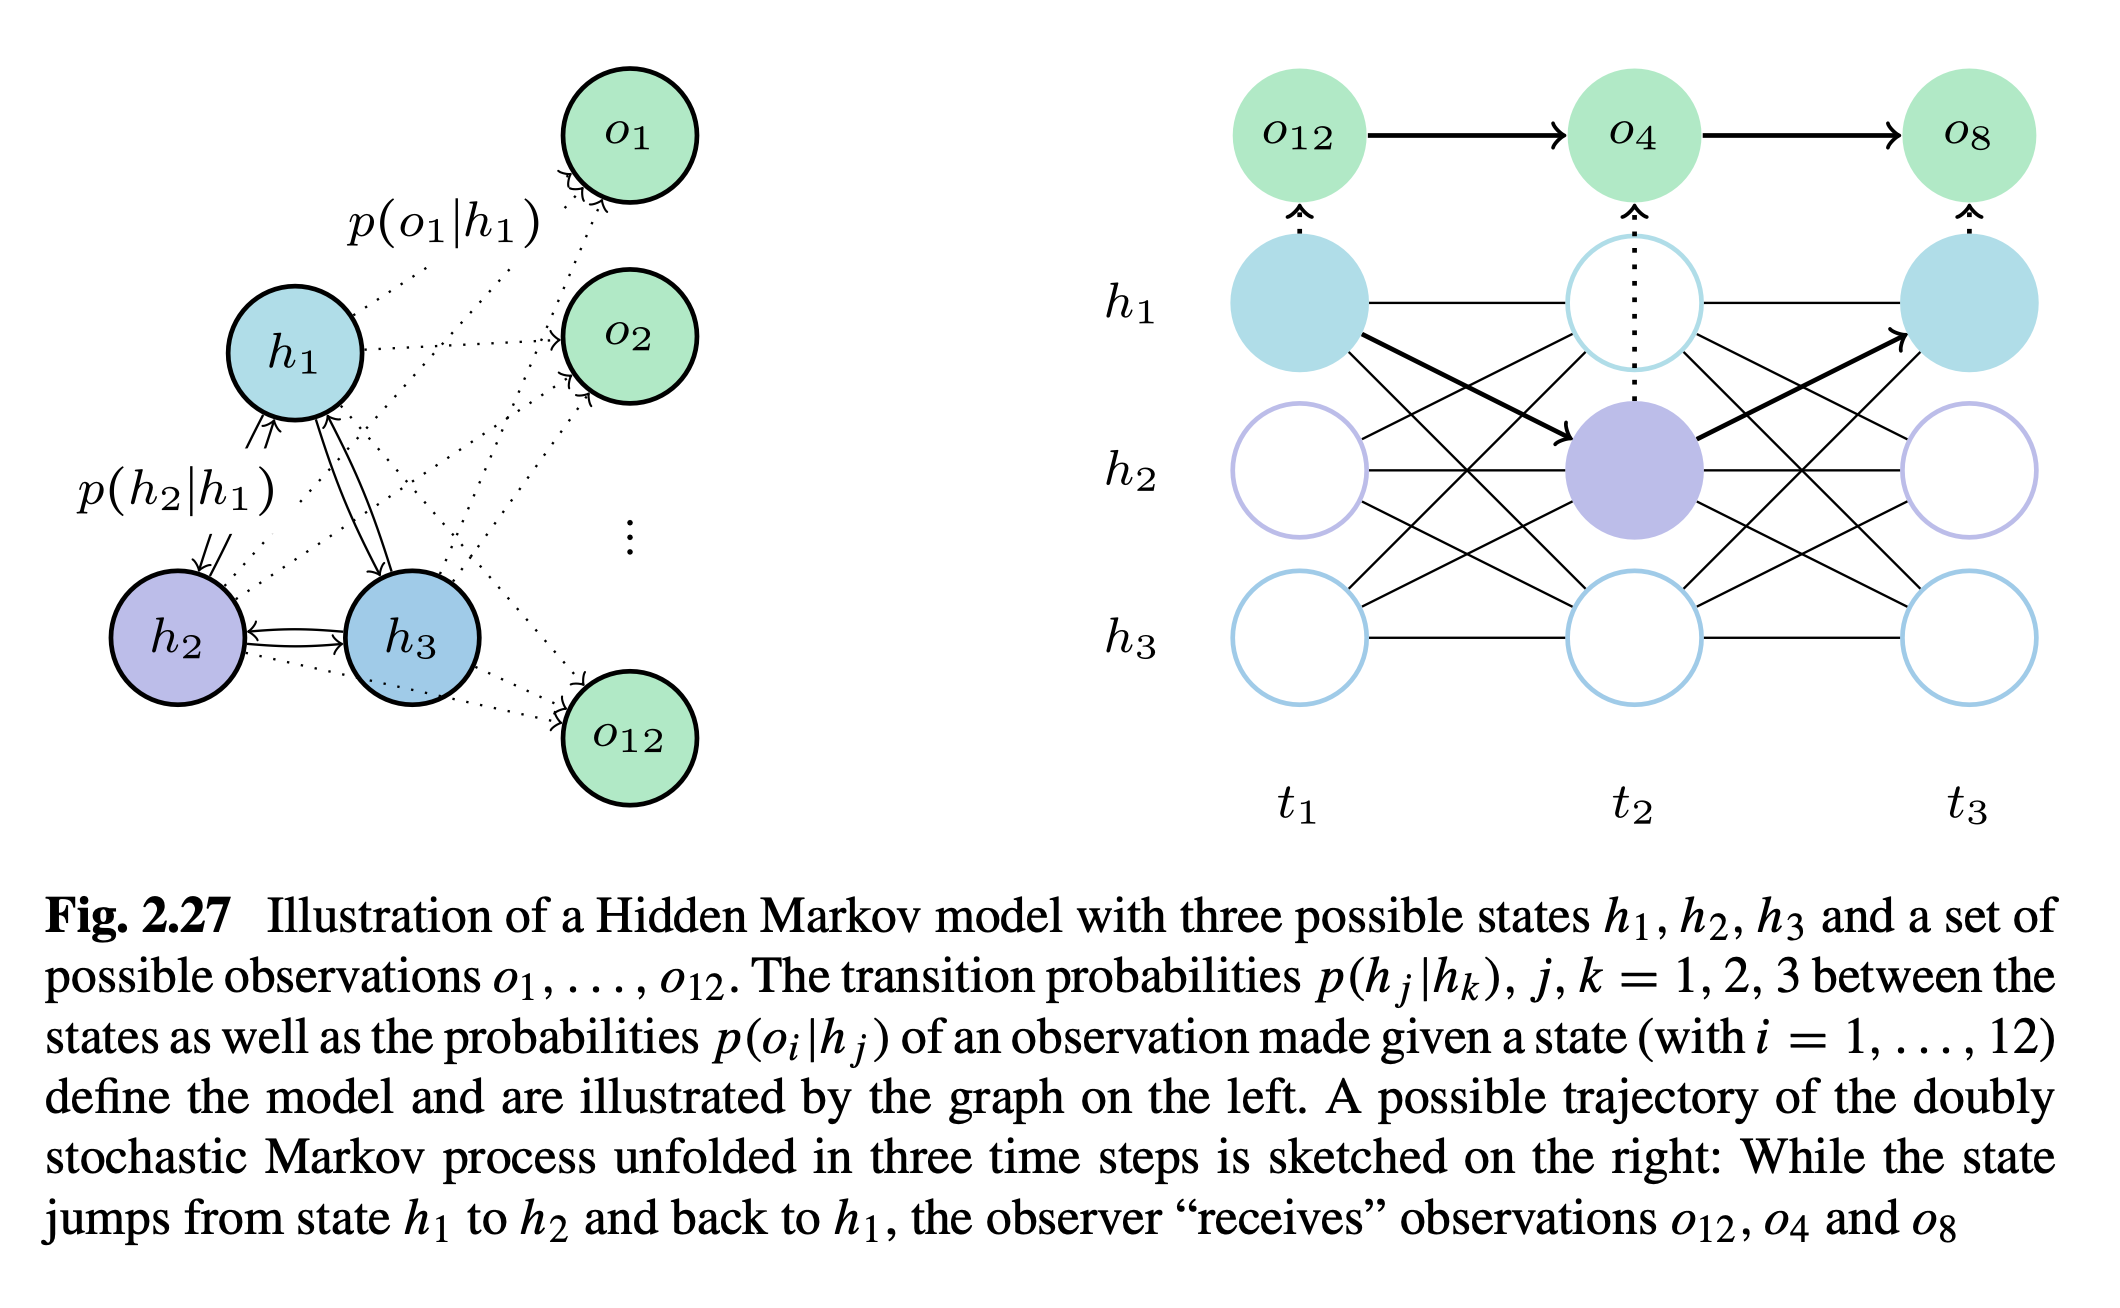 o₁
o₁₂ o₄ o₈
p(o₁|h₁)
h₁
o₂
h₁
p(h₂|h₁)
h₂
⋮
h₂ h₃
h₃
o₁₂
t₁ t₂ t₃
Fig. 2.27 Illustration of a Hidden Markov model with three possible states h₁, h₂, h₃ and a set of
possible observations o₁, . . . , o₁₂. The transition probabilities p(hⱼ|hₖ), j, k = 1, 2, 3 between the
states as well as the probabilities p(oᵢ|hⱼ) of an observation made given a state (with i = 1, . . . , 12)
define the model and are illustrated by the graph on the left. A possible trajectory of the doubly
stochastic Markov process unfolded in three time steps is sketched on the right: While the state
jumps from state h₁ to h₂ and back to h₁, the observer “receives” observations o₁₂, o₄ and o₈